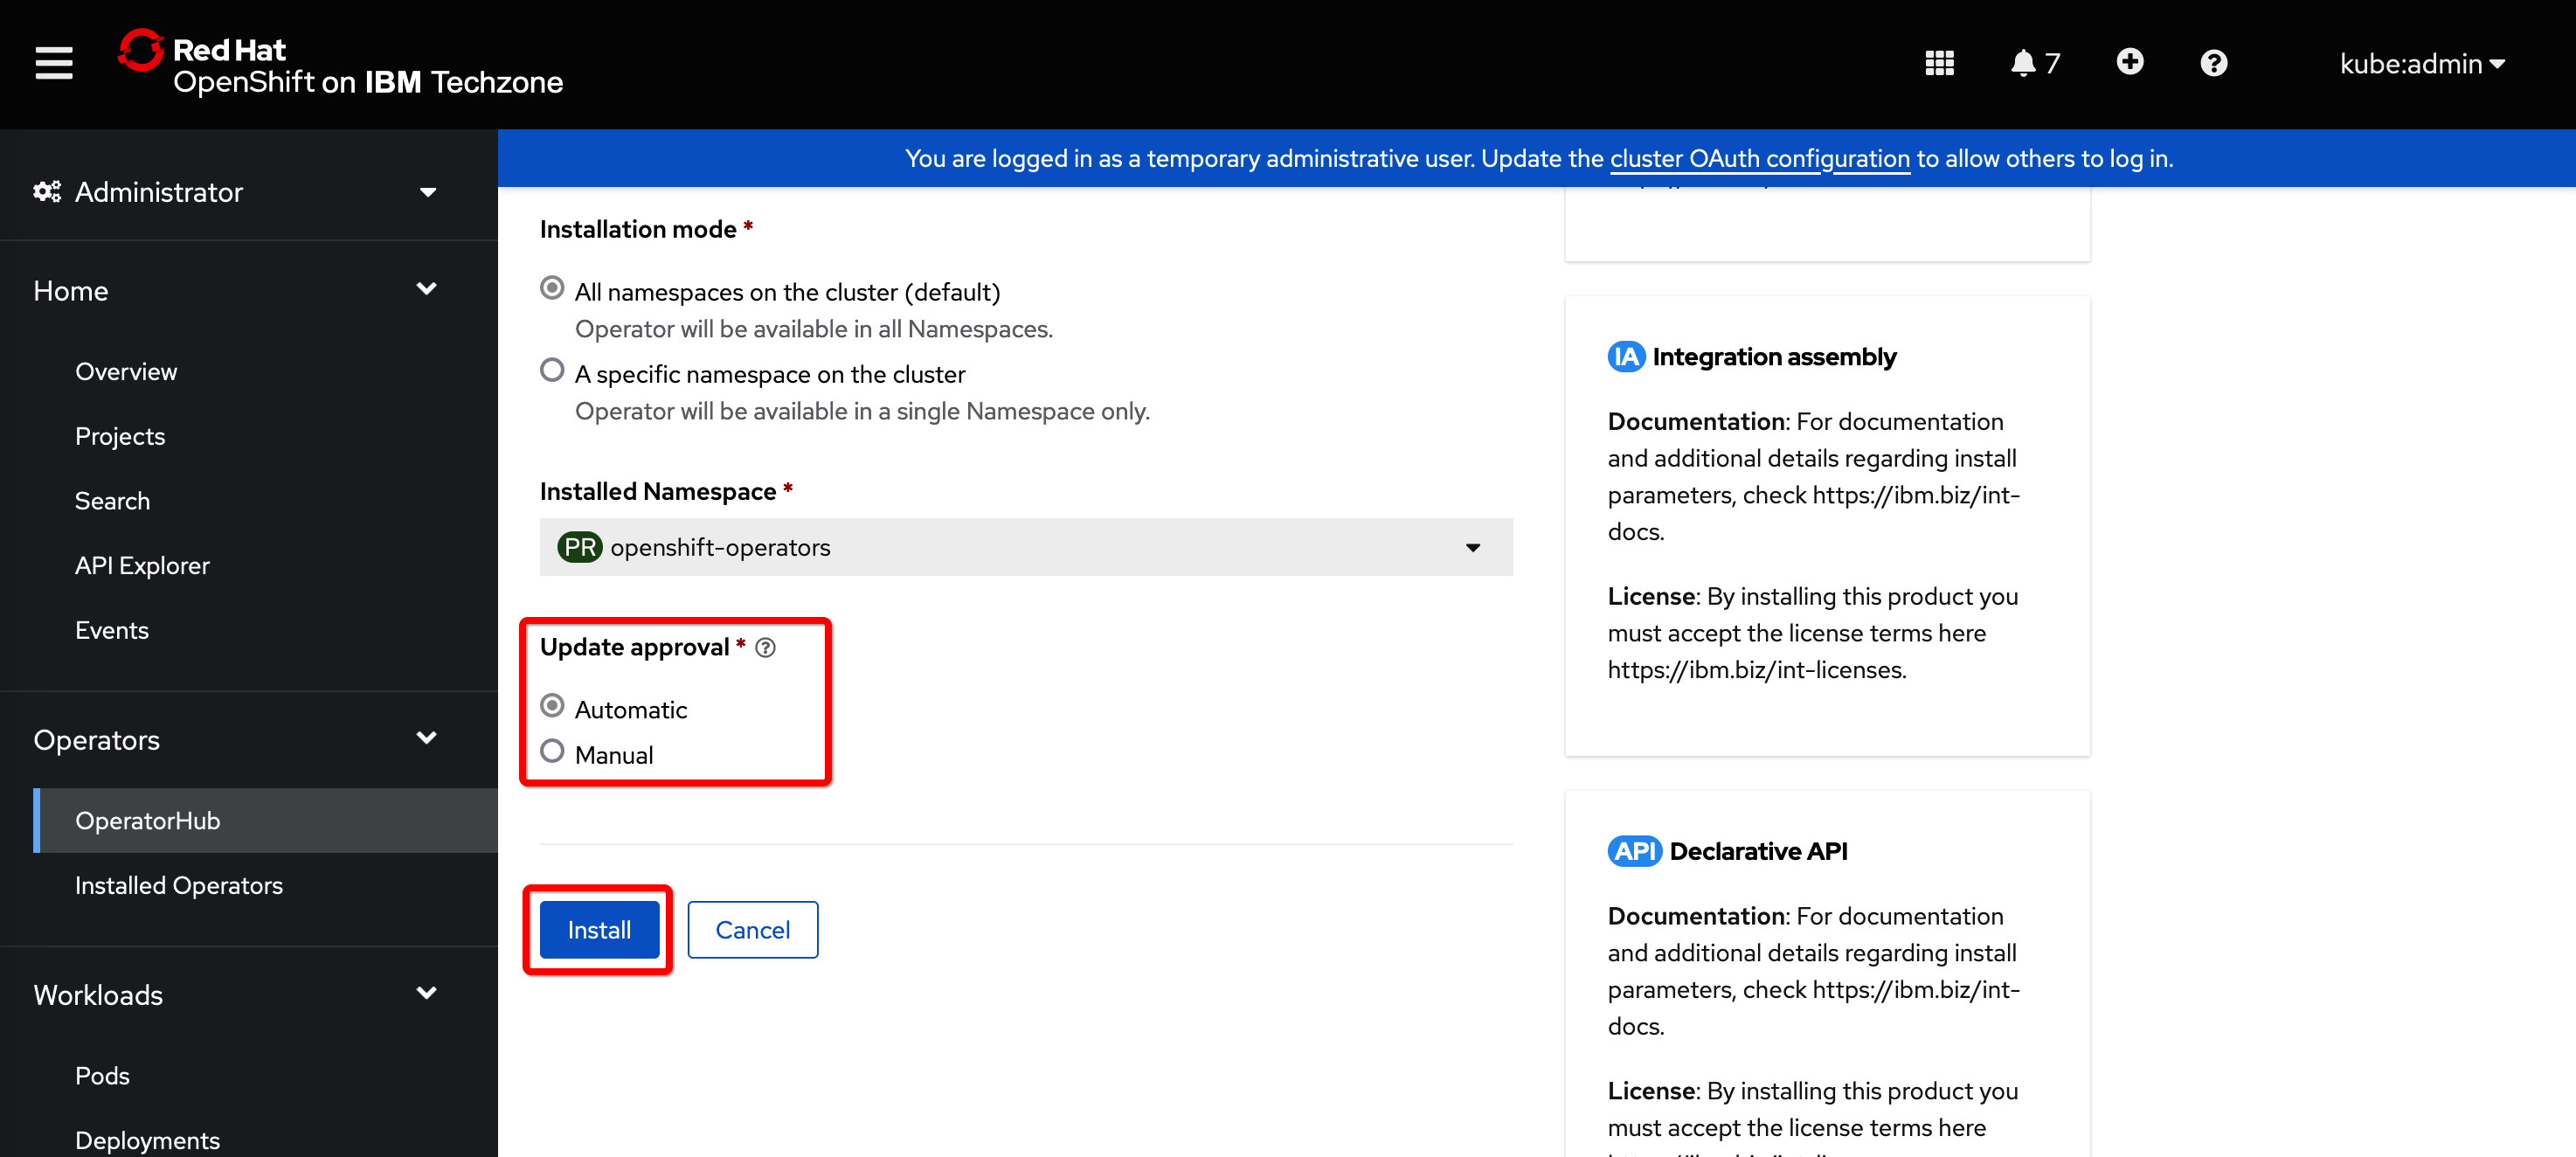 Red Hat
OpenShift on IBM Techzone
7
kube:admin
You are logged in as a temporary administrative user. Update the cluster OAuth configuration to allow others to log in.
Administrator
Home
Overview
Projects
Search
API Explorer
Events
Operators
OperatorHub
Installed Operators
Workloads
Pods
Deployments
Installation mode *
All namespaces on the cluster (default)
Operator will be available in all Namespaces.
A specific namespace on the cluster
Operator will be available in a single Namespace only.
Installed Namespace *
PR openshift-operators
Update approval *
Automatic
Manual
Install
Cancel
IA Integration assembly
Documentation: For documentation
and additional details regarding install
parameters, check https://ibm.biz/int-
docs.
License: By installing this product you
must accept the license terms here
https://ibm.biz/int-licenses.
API Declarative API
Documentation: For documentation
and additional details regarding install
parameters, check https://ibm.biz/int-
docs.
License: By installing this product you
must accept the license terms here